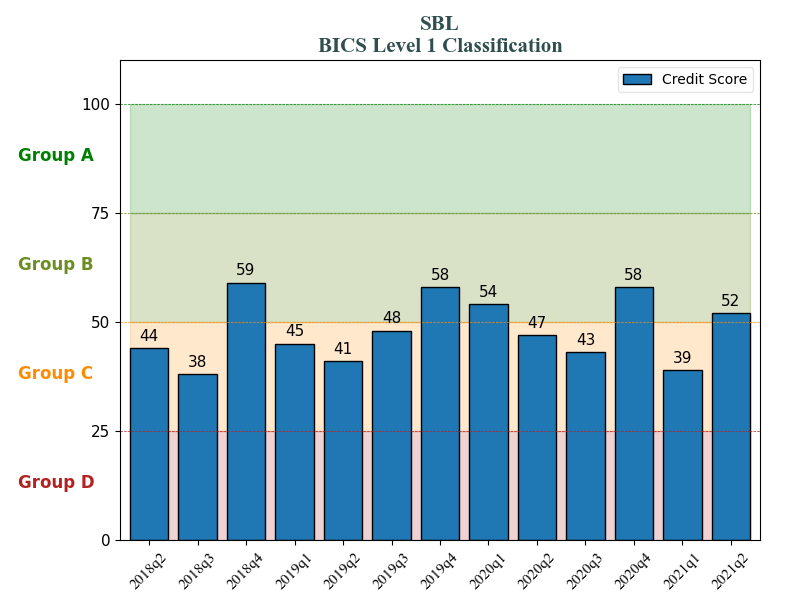 SBL
BICS Level 1 Classification
Credit Score
100
Group A
75
Group B
59
58
54
58
52
50
44
38
45
41
48
47
43
39
Group C
25
Group D
0
2018q2
2018q3
2018q4
2019q1
2019q2
2019q3
2019q4
2020q1
2020q2
2020q3
2020q4
2021q1
2021q2